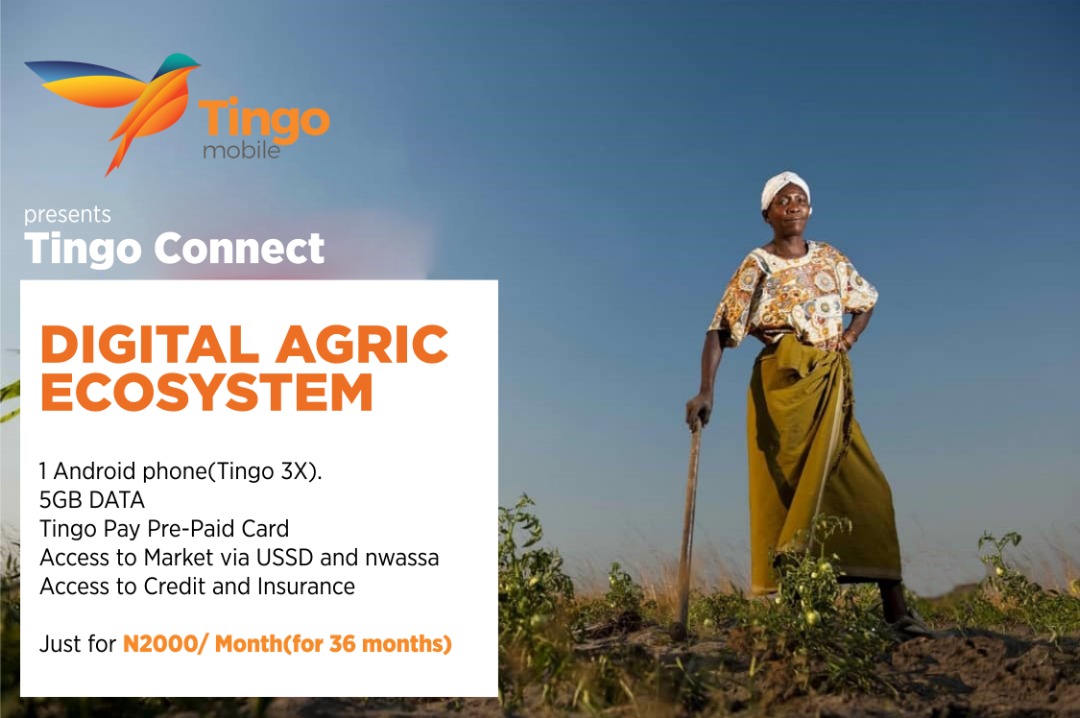 Tingo
mobile
presents
Tingo Connect
DIGITAL AGRIC
ECOSYSTEM
1 Android phone(Tingo 3X).
5GB DATA
Tingo Pay Pre-Paid Card
Access to Market via USSD and nwassa
Access to Credit and Insurance
Just for N2000/ Month(for 36 months)